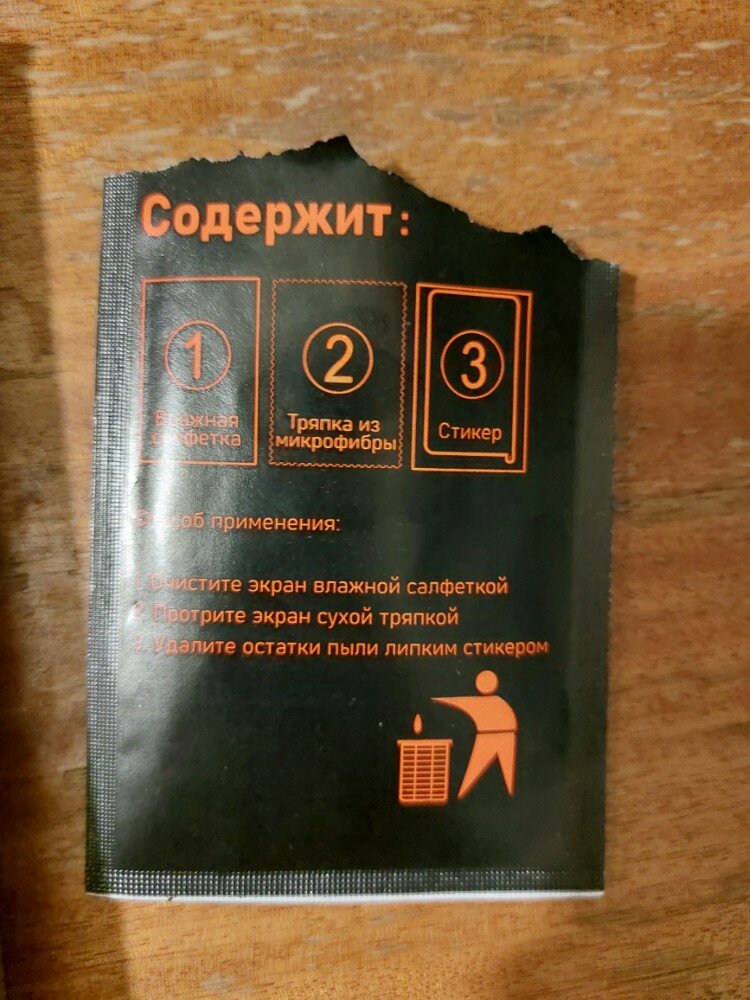 Содержит:
1
Влажная
салфетка
2
Тряпка из
микрофибры
3
Стикер
Способ применения:
1. Очистите экран влажной салфеткой
2. Протрите экран сухой тряпкой
3. Удалите остатки пыли липким стикером